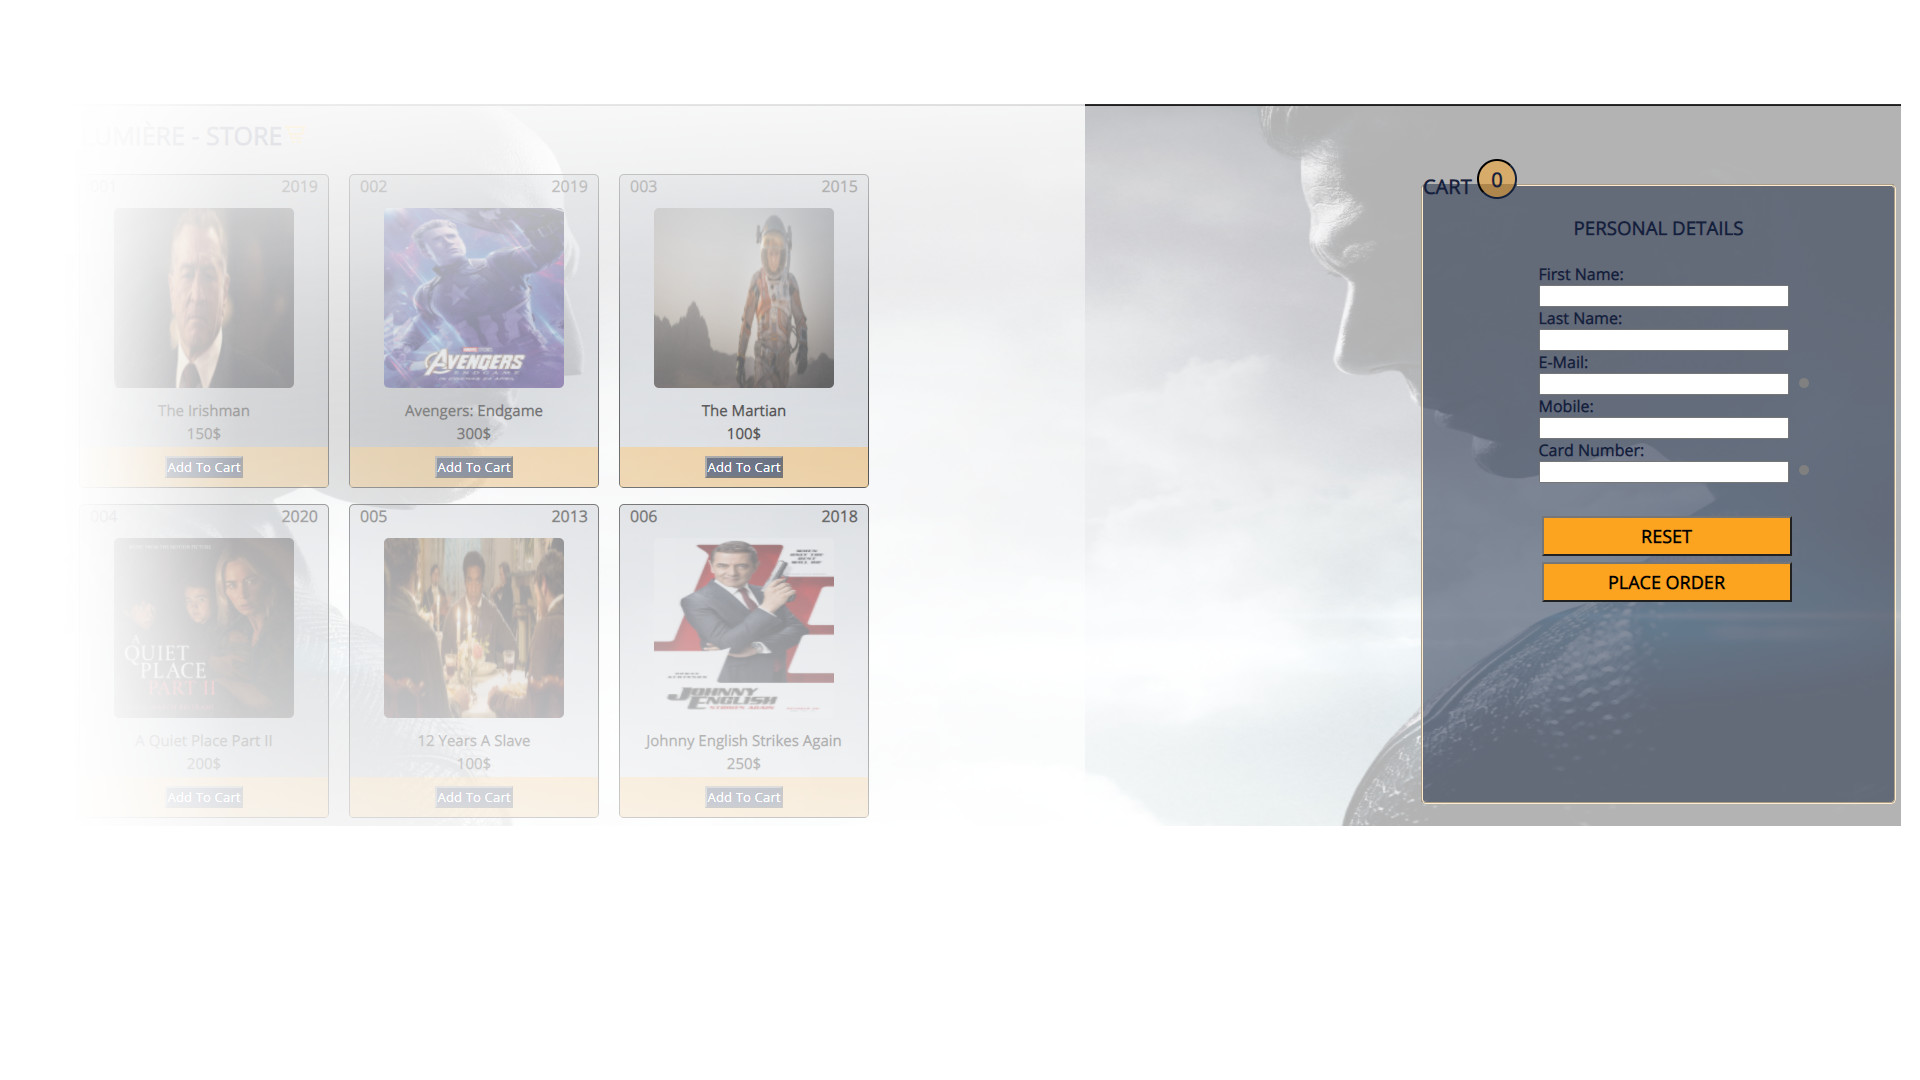 LUMIÈRE - STORE
001 2019
The Irishman
150$
Add To Cart
002 2019
AVENGERS
ENDGAME
Avengers: Endgame
300$
Add To Cart
003 2015
The Martian
100$
Add To Cart
004 2020
A
QUIET
PLACE
PART II
A Quiet Place Part II
200$
Add To Cart
005 2013
12 Years A Slave
100$
Add To Cart
006 2018
JOHNNY
ENGLISH
STRIKES AGAIN
Johnny English Strikes Again
250$
Add To Cart
CART 0
PERSONAL DETAILS
First Name:
Last Name:
E-Mail:
Mobile:
Card Number:
RESET
PLACE ORDER